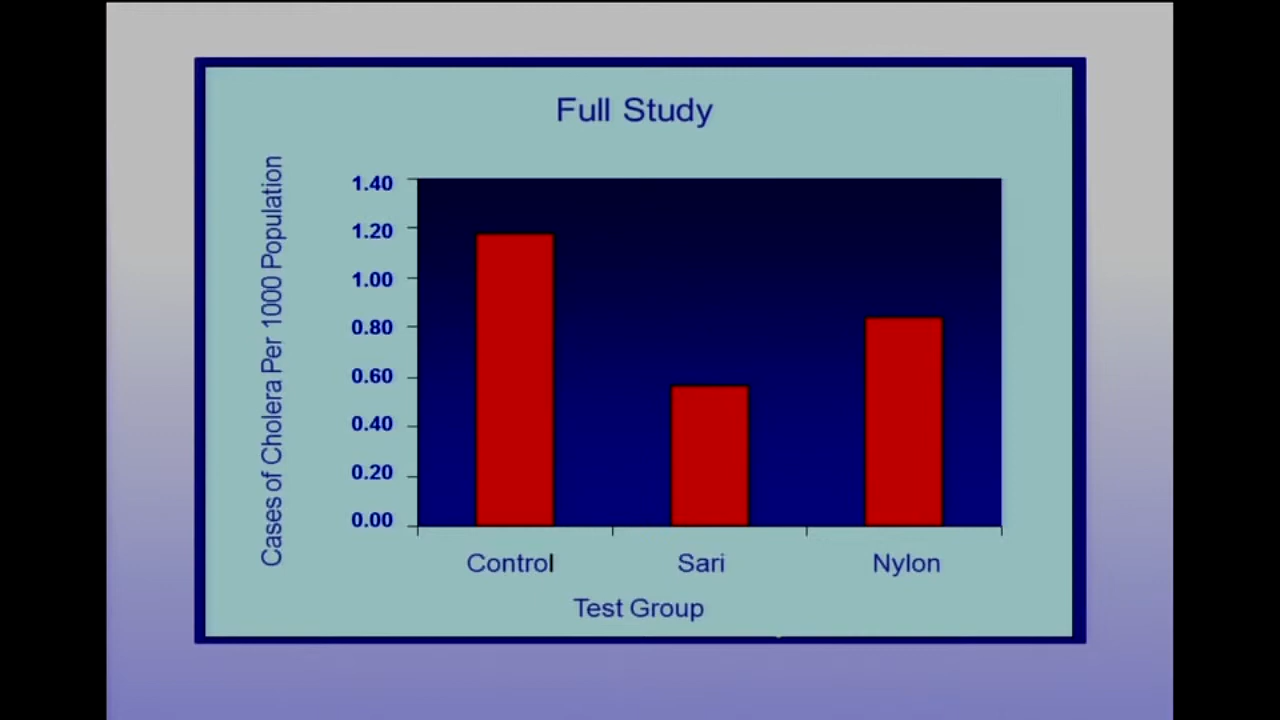 Full Study
Cases of Cholera Per 1000 Population
1.40
1.20
1.00
0.80
0.60
0.40
0.20
0.00
Control Sari Nylon
Test Group